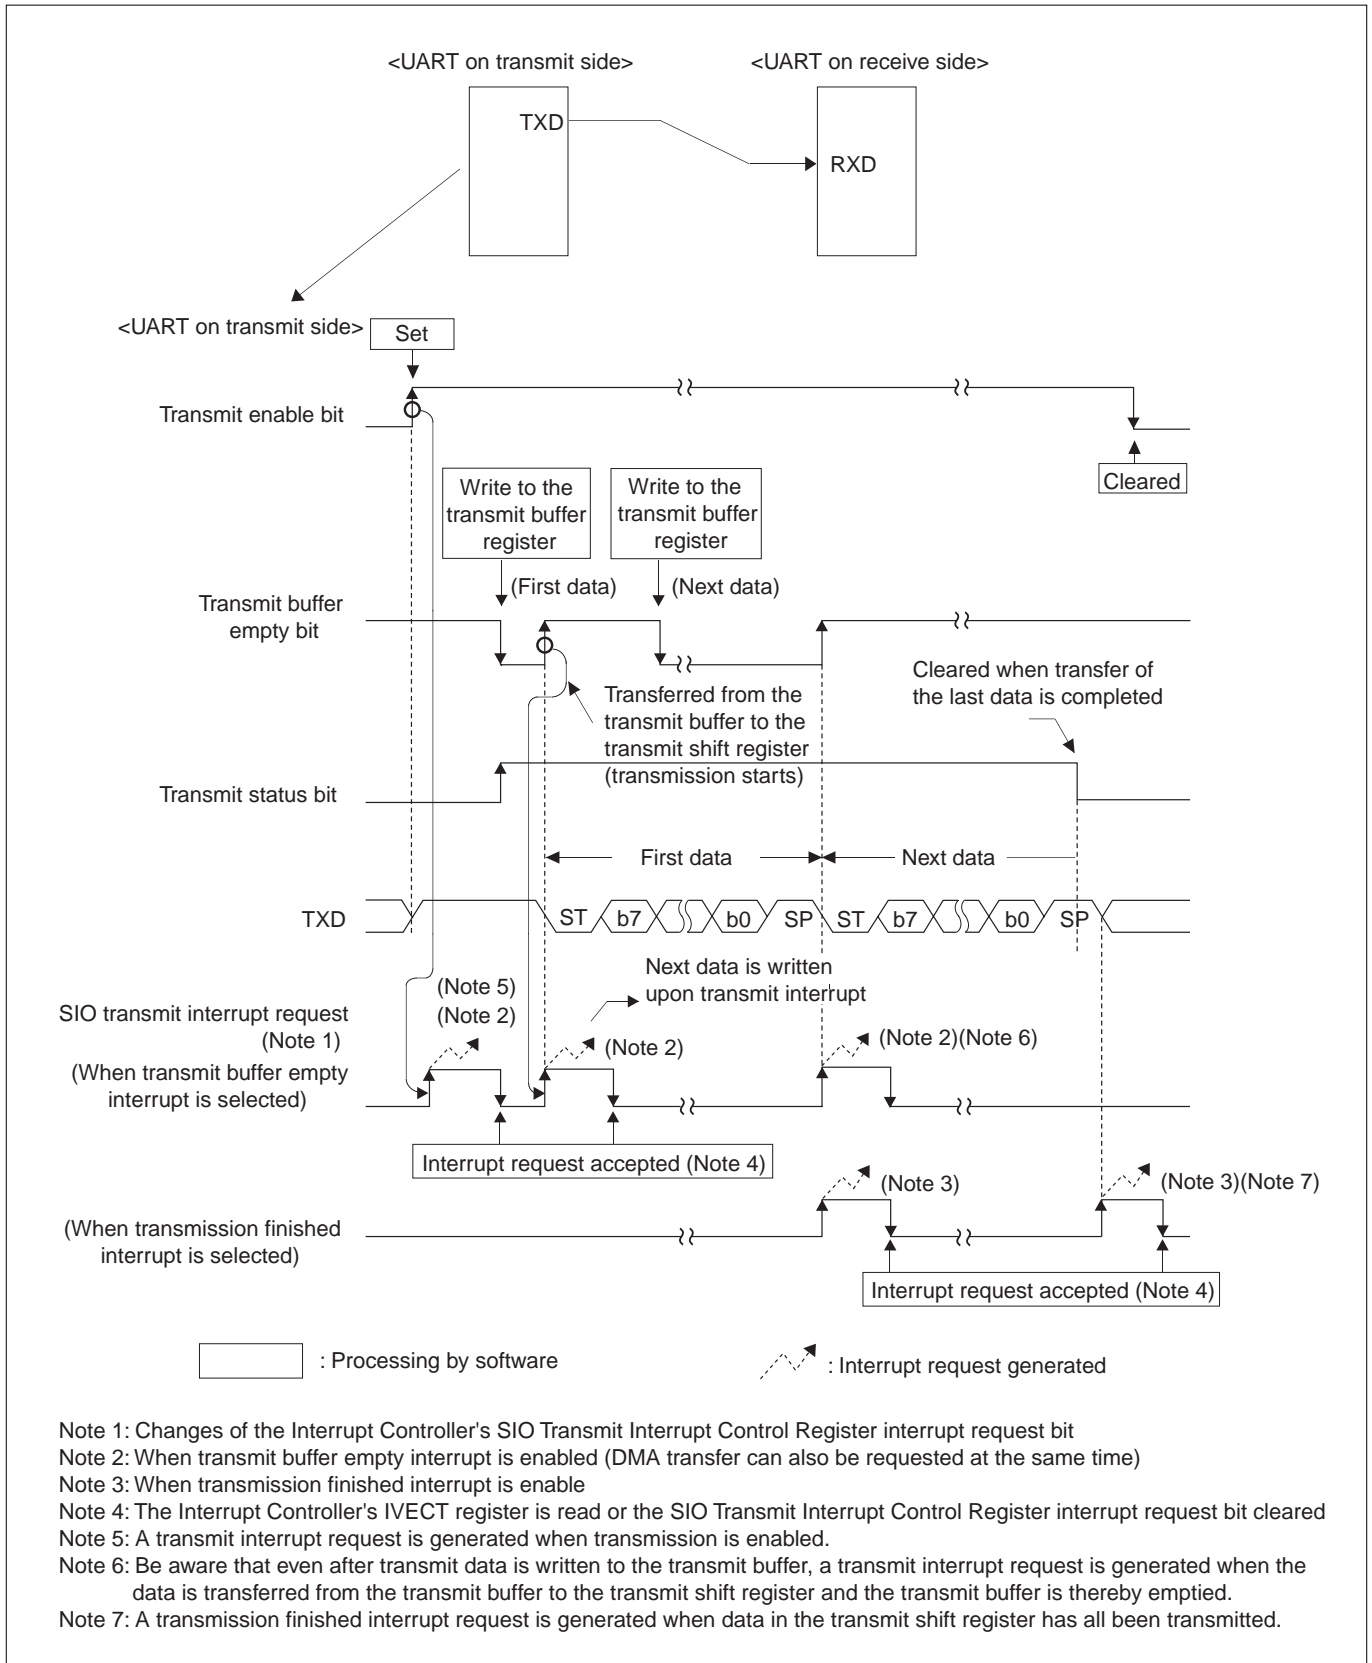 <UART on transmit side>
<UART on receive side>
TXD
RXD
<UART on transmit side>
Set
Transmit enable bit
Cleared
Write to the
transmit buffer
register
Write to the
transmit buffer
register
(First data)
(Next data)
Transmit buffer
empty bit
Cleared when transfer of
the last data is completed
Transferred from the
transmit buffer to the
transmit shift register
(transmission starts)
Transmit status bit
First data
Next data
TXD
ST b7 b0 SP ST b7 b0 SP
Next data is written
upon transmit interrupt
(Note 5)
(Note 2)
SIO transmit interrupt request
(Note 1)
(When transmit buffer empty
interrupt is selected)
(Note 2)
(Note 2)(Note 6)
Interrupt request accepted (Note 4)
(Note 3)
(Note 3)(Note 7)
(When transmission finished
interrupt is selected)
Interrupt request accepted (Note 4)
: Processing by software
: Interrupt request generated
Note 1: Changes of the Interrupt Controller's SIO Transmit Interrupt Control Register interrupt request bit
Note 2: When transmit buffer empty interrupt is enabled (DMA transfer can also be requested at the same time)
Note 3: When transmission finished interrupt is enable
Note 4: The Interrupt Controller's IVECT register is read or the SIO Transmit Interrupt Control Register interrupt request bit cleared
Note 5: A transmit interrupt request is generated when transmission is enabled.
Note 6: Be aware that even after transmit data is written to the transmit buffer, a transmit interrupt request is generated when the
data is transferred from the transmit buffer to the transmit shift register and the transmit buffer is thereby emptied.
Note 7: A transmission finished interrupt request is generated when data in the transmit shift register has all been transmitted.